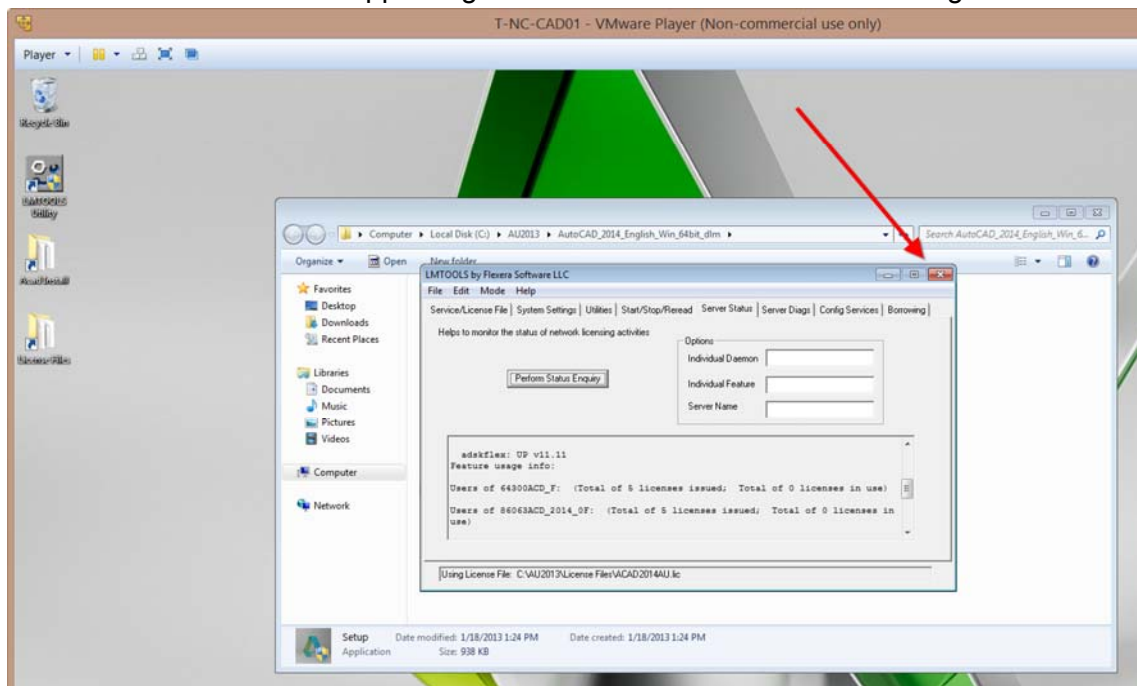 T-NC-CAD01 - VMware Player (Non-commercial use only)
Player
Recycle Bin
LMTOOLS
Utility
License Files
Computer ▸ Local Disk (C:) ▸ AU2013 ▸ AutoCAD_2014_English_Win_64bit_dlm ▸
Search AutoCAD_2014_English_Win_6...
Organize
Open
New folder
Favorites
Desktop
Downloads
Recent Places
Libraries
Documents
Music
Pictures
Videos
Computer
Network
LMTOOLS by Flexera Software LLC
File Edit Mode Help
Service/License File | System Settings | Utilities | Start/Stop/Reread | Server Status | Server Diags | Config Services | Borrowing
Helps to monitor the status of network licensing activities
Perform Status Enquiry
Options
Individual Daemon
Individual Feature
Server Name
adskflex: UP v11.11
Feature usage info:
Users of 64300ACD_F: (Total of 5 licenses issued; Total of 0 licenses in use)
Users of 86063ACD_2014_0F: (Total of 5 licenses issued; Total of 0 licenses in
use)
Using License File: C:\AU2013\License Files\ACAD2014AU.lic
Setup Date modified: 1/18/2013 1:24 PM Date created: 1/18/2013 1:24 PM
Application Size: 938 KB